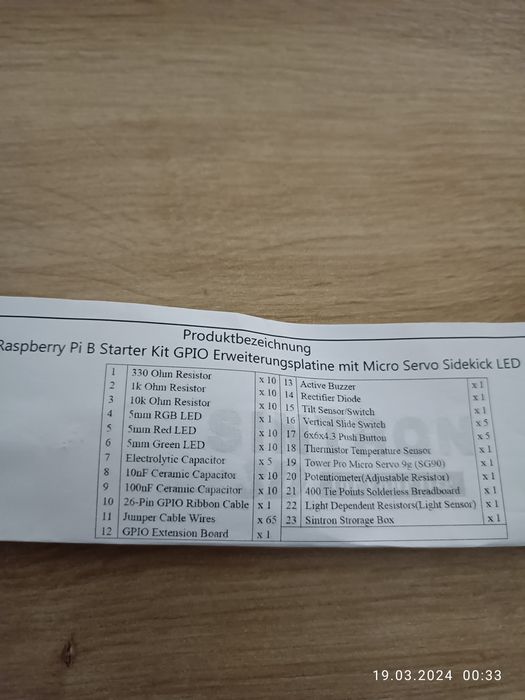 Produktbezeichnung
Raspberry Pi B Starter Kit GPIO Erweiterungsplatine mit Micro Servo Sidekick LED
1 330 Ohm Resistor x 10 13 Active Buzzer x 1
2 1k Ohm Resistor x 10 14 Rectifier Diode x 1
3 10k Ohm Resistor x 10 15 Tilt Sensor/Switch x 1
4 5mm RGB LED x 1 16 Vertical Slide Switch x 5
5 5mm Red LED x 10 17 6x6x4.3 Push Button x 5
6 5mm Green LED x 10 18 Thermistor Temperature Sensor x 1
7 Electrolytic Capacitor x 5 19 Tower Pro Micro Servo 9g (SG90) x 1
8 10nF Ceramic Capacitor x 10 20 Potentiometer(Adjustable Resistor) x 1
9 100nF Ceramic Capacitor x 10 21 400 Tie Points Solderless Breadboard x 1
10 26-Pin GPIO Ribbon Cable x 1 22 Light Dependent Resistors(Light Sensor) x 1
11 Jumper Cable Wires x 65 23 Sintron Strorage Box x 1
12 GPIO Extension Board x 1
19.03.2024 00:33